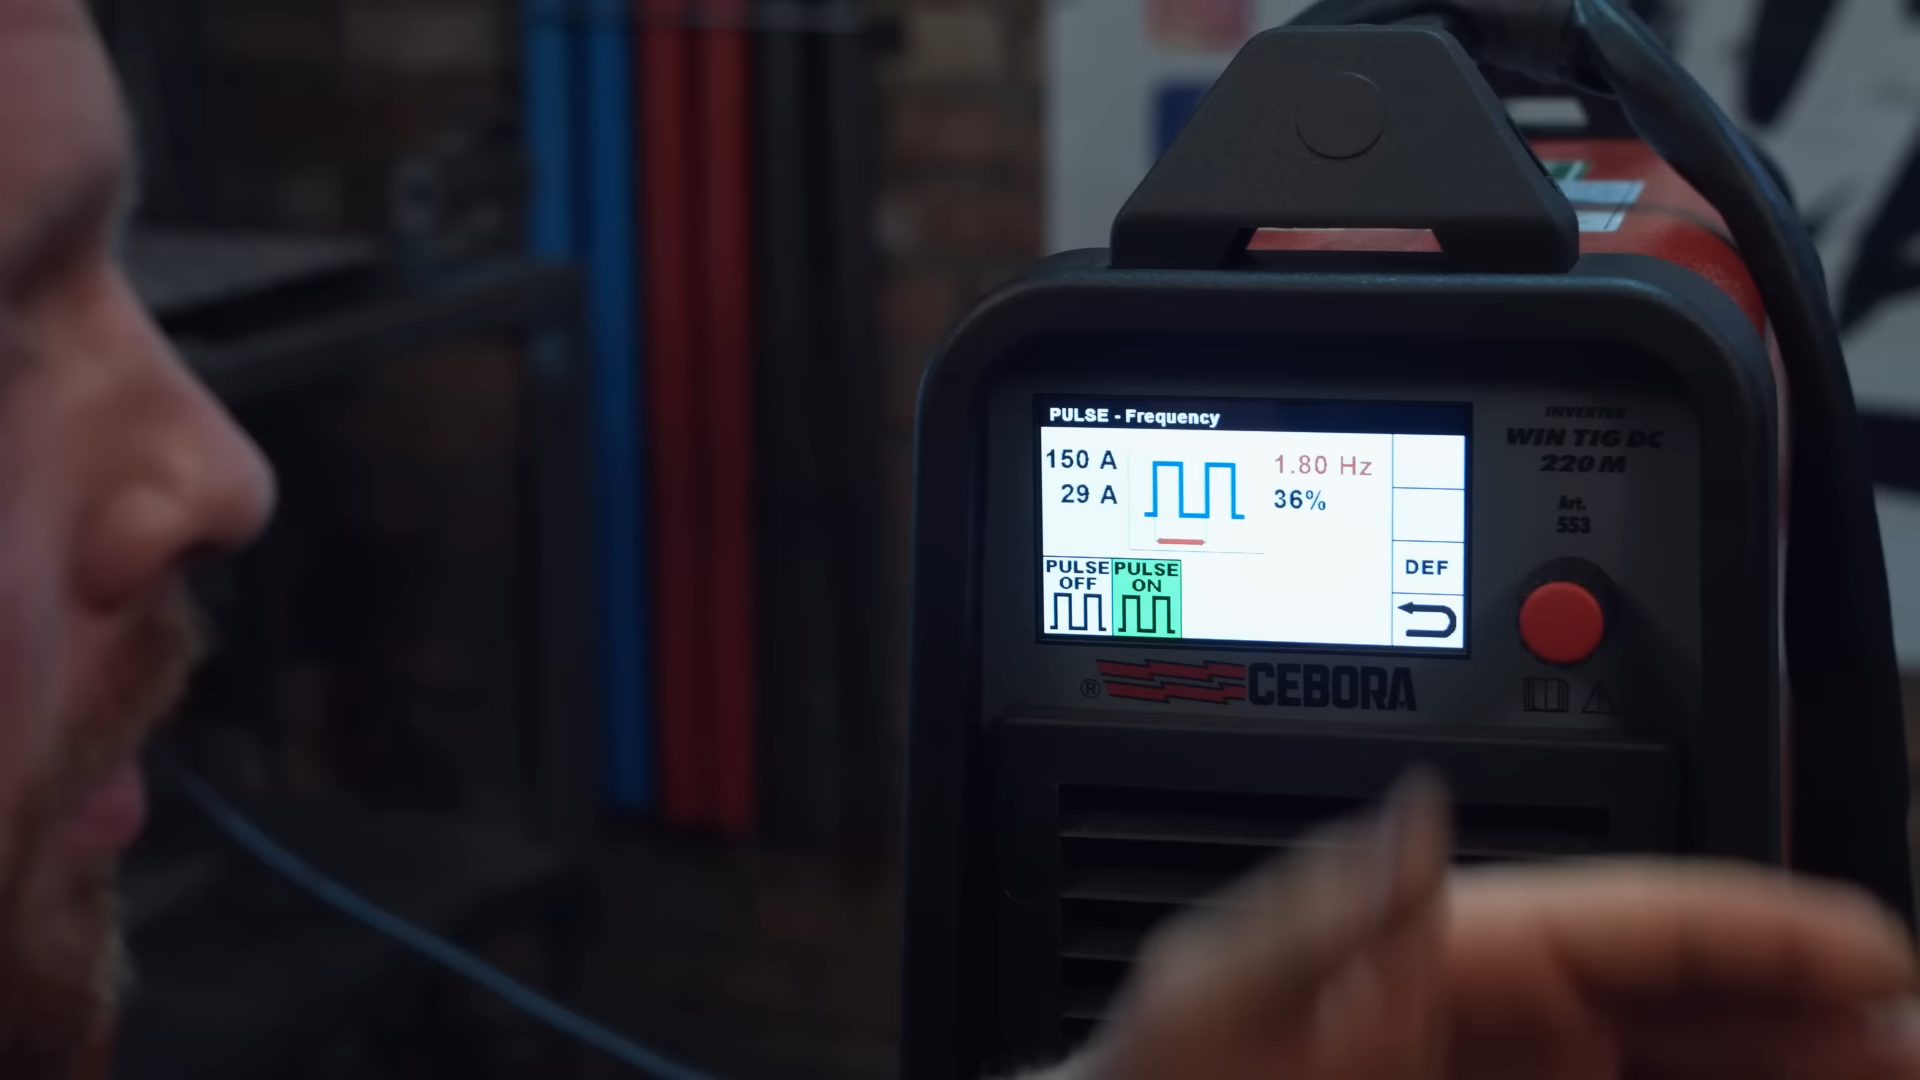 PULSE - Frequency
150 A
29 A
1.80 Hz
36%
PULSE OFF
PULSE ON
DEF
INVERTER
WIN TIG DC
220 M
Art.
553
® CEBORA